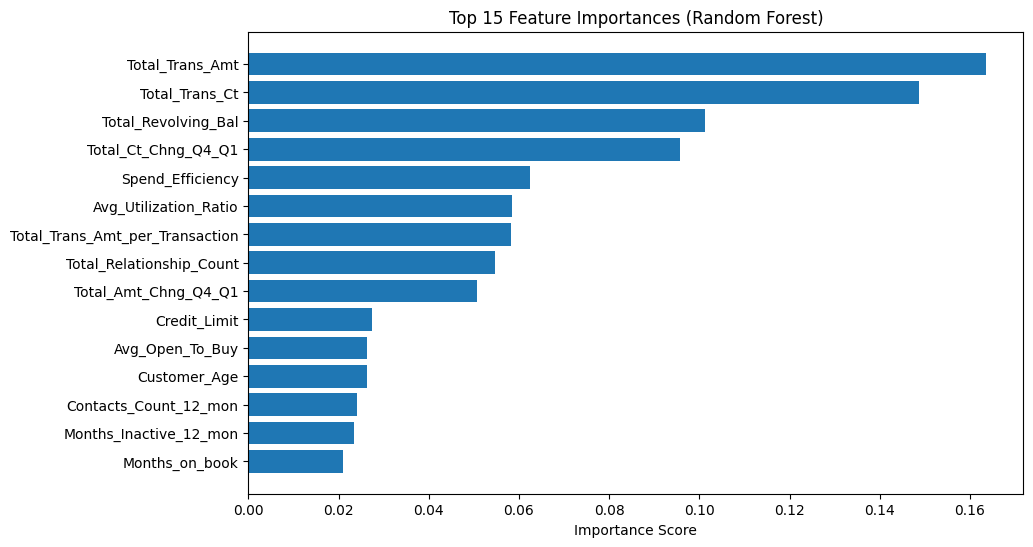 Top 15 Feature Importances (Random Forest)
Total_Trans_Amt
Total_Trans_Ct
Total_Revolving_Bal
Total_Ct_Chng_Q4_Q1
Spend_Efficiency
Avg_Utilization_Ratio
Total_Trans_Amt_per_Transaction
Total_Relationship_Count
Total_Amt_Chng_Q4_Q1
Credit_Limit
Avg_Open_To_Buy
Customer_Age
Contacts_Count_12_mon
Months_Inactive_12_mon
Months_on_book
0.00 0.02 0.04 0.06 0.08 0.10 0.12 0.14 0.16
Importance Score